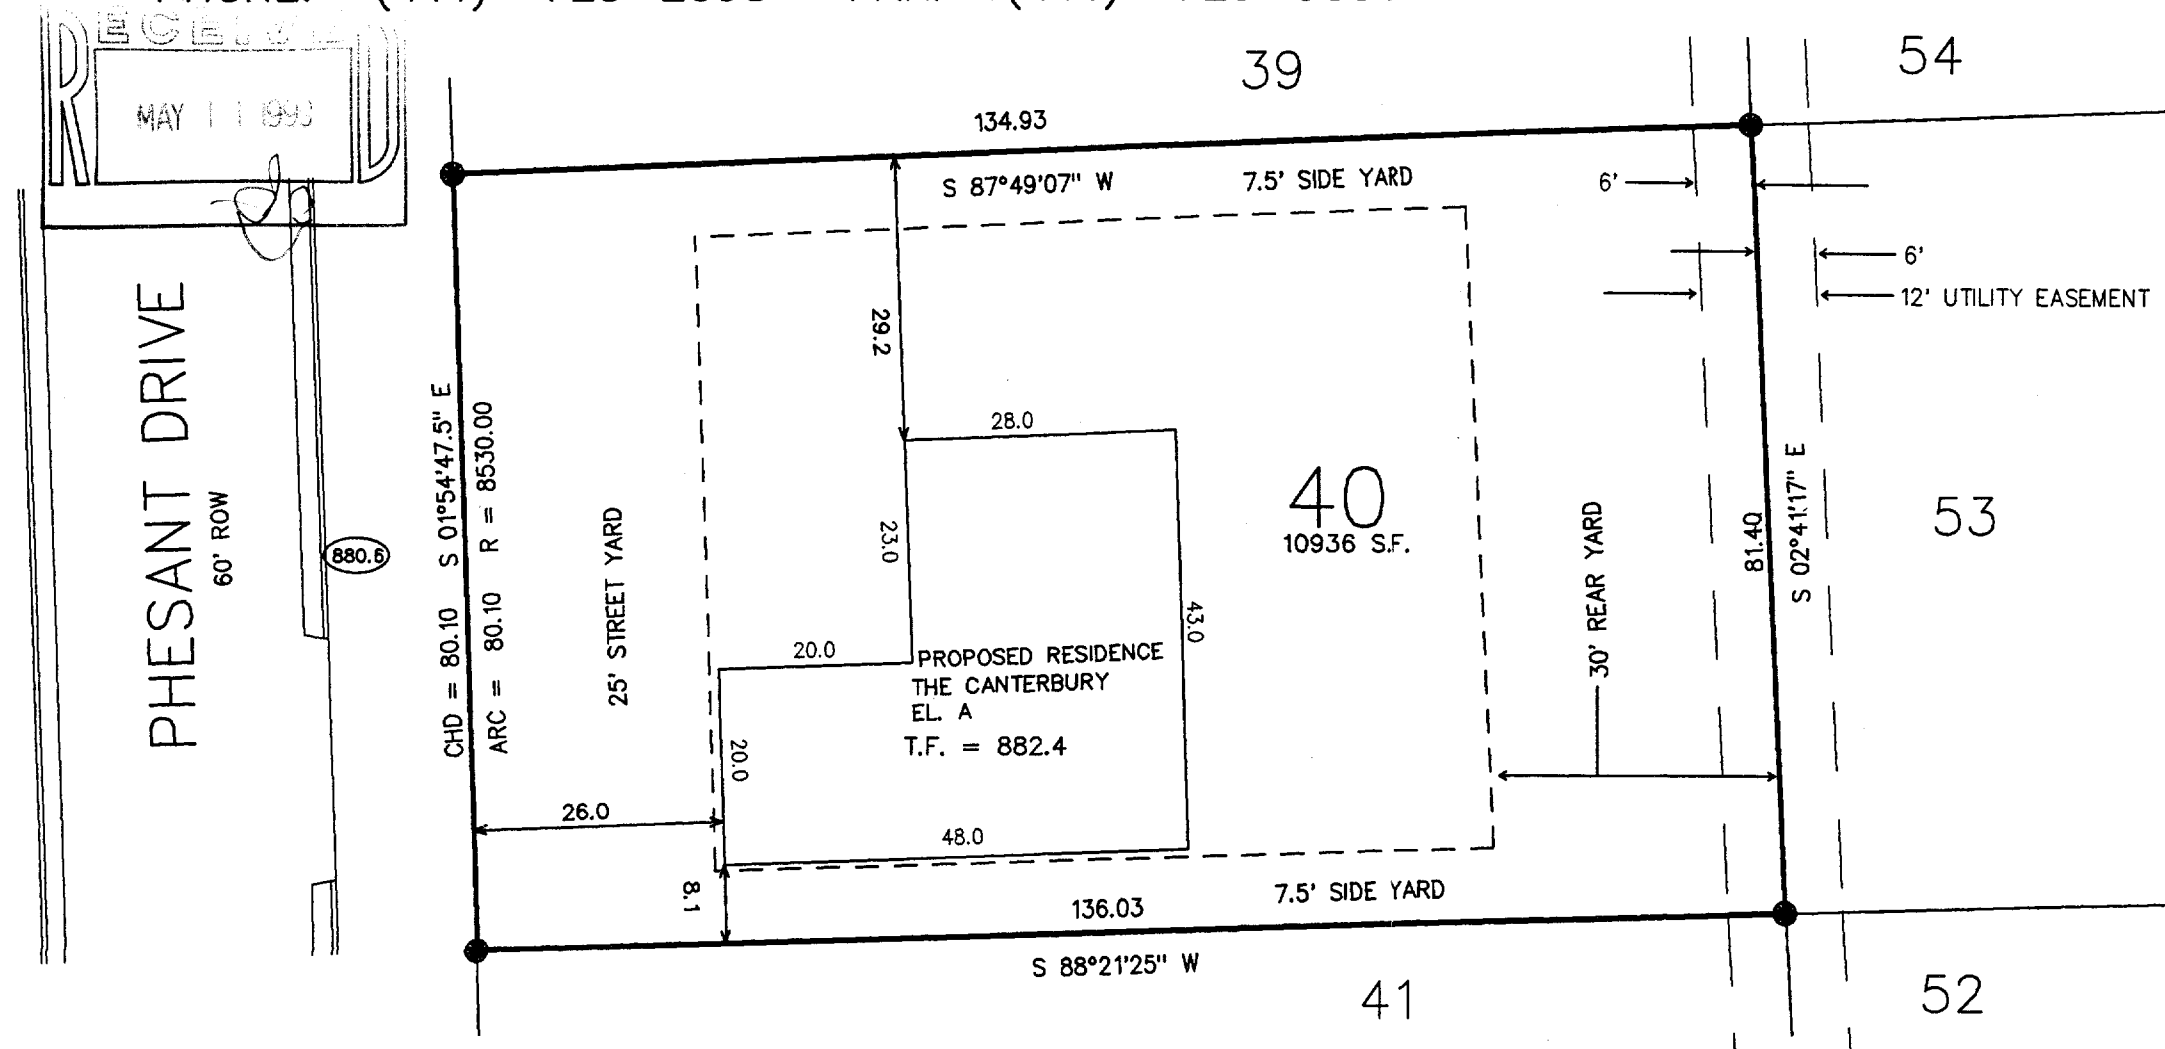 RECEIVED
MAY 11 1993
39
54
134.93
S 87°49'07" W
7.5' SIDE YARD
6'
6'
12' UTILITY EASEMENT
PHESANT DRIVE
60' ROW
880.6
CHD = 80.10 S 01°54'47.5" E
ARC = 80.10 R = 8530.00
25' STREET YARD
29.2
28.0
23.0
40
10936 S.F.
43.0
30' REAR YARD
81.40
S 02°41'17" E
53
20.0
PROPOSED RESIDENCE
THE CANTERBURY
EL. A
T.F. = 882.4
20.0
26.0
48.0
8.1
7.5' SIDE YARD
136.03
S 88°21'25" W
41
52